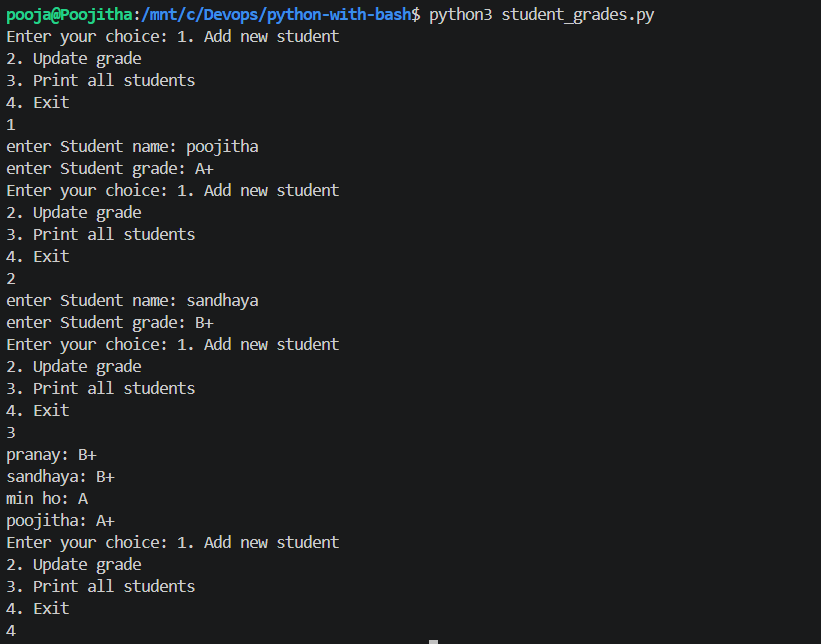 pooja@Poojitha:/mnt/c/Devops/python-with-bash$ python3 student_grades.py
Enter your choice: 1. Add new student
2. Update grade
3. Print all students
4. Exit
1
enter Student name: poojitha
enter Student grade: A+
Enter your choice: 1. Add new student
2. Update grade
3. Print all students
4. Exit
2
enter Student name: sandhaya
enter Student grade: B+
Enter your choice: 1. Add new student
2. Update grade
3. Print all students
4. Exit
3
pranay: B+
sandhaya: B+
min ho: A
poojitha: A+
Enter your choice: 1. Add new student
2. Update grade
3. Print all students
4. Exit
4